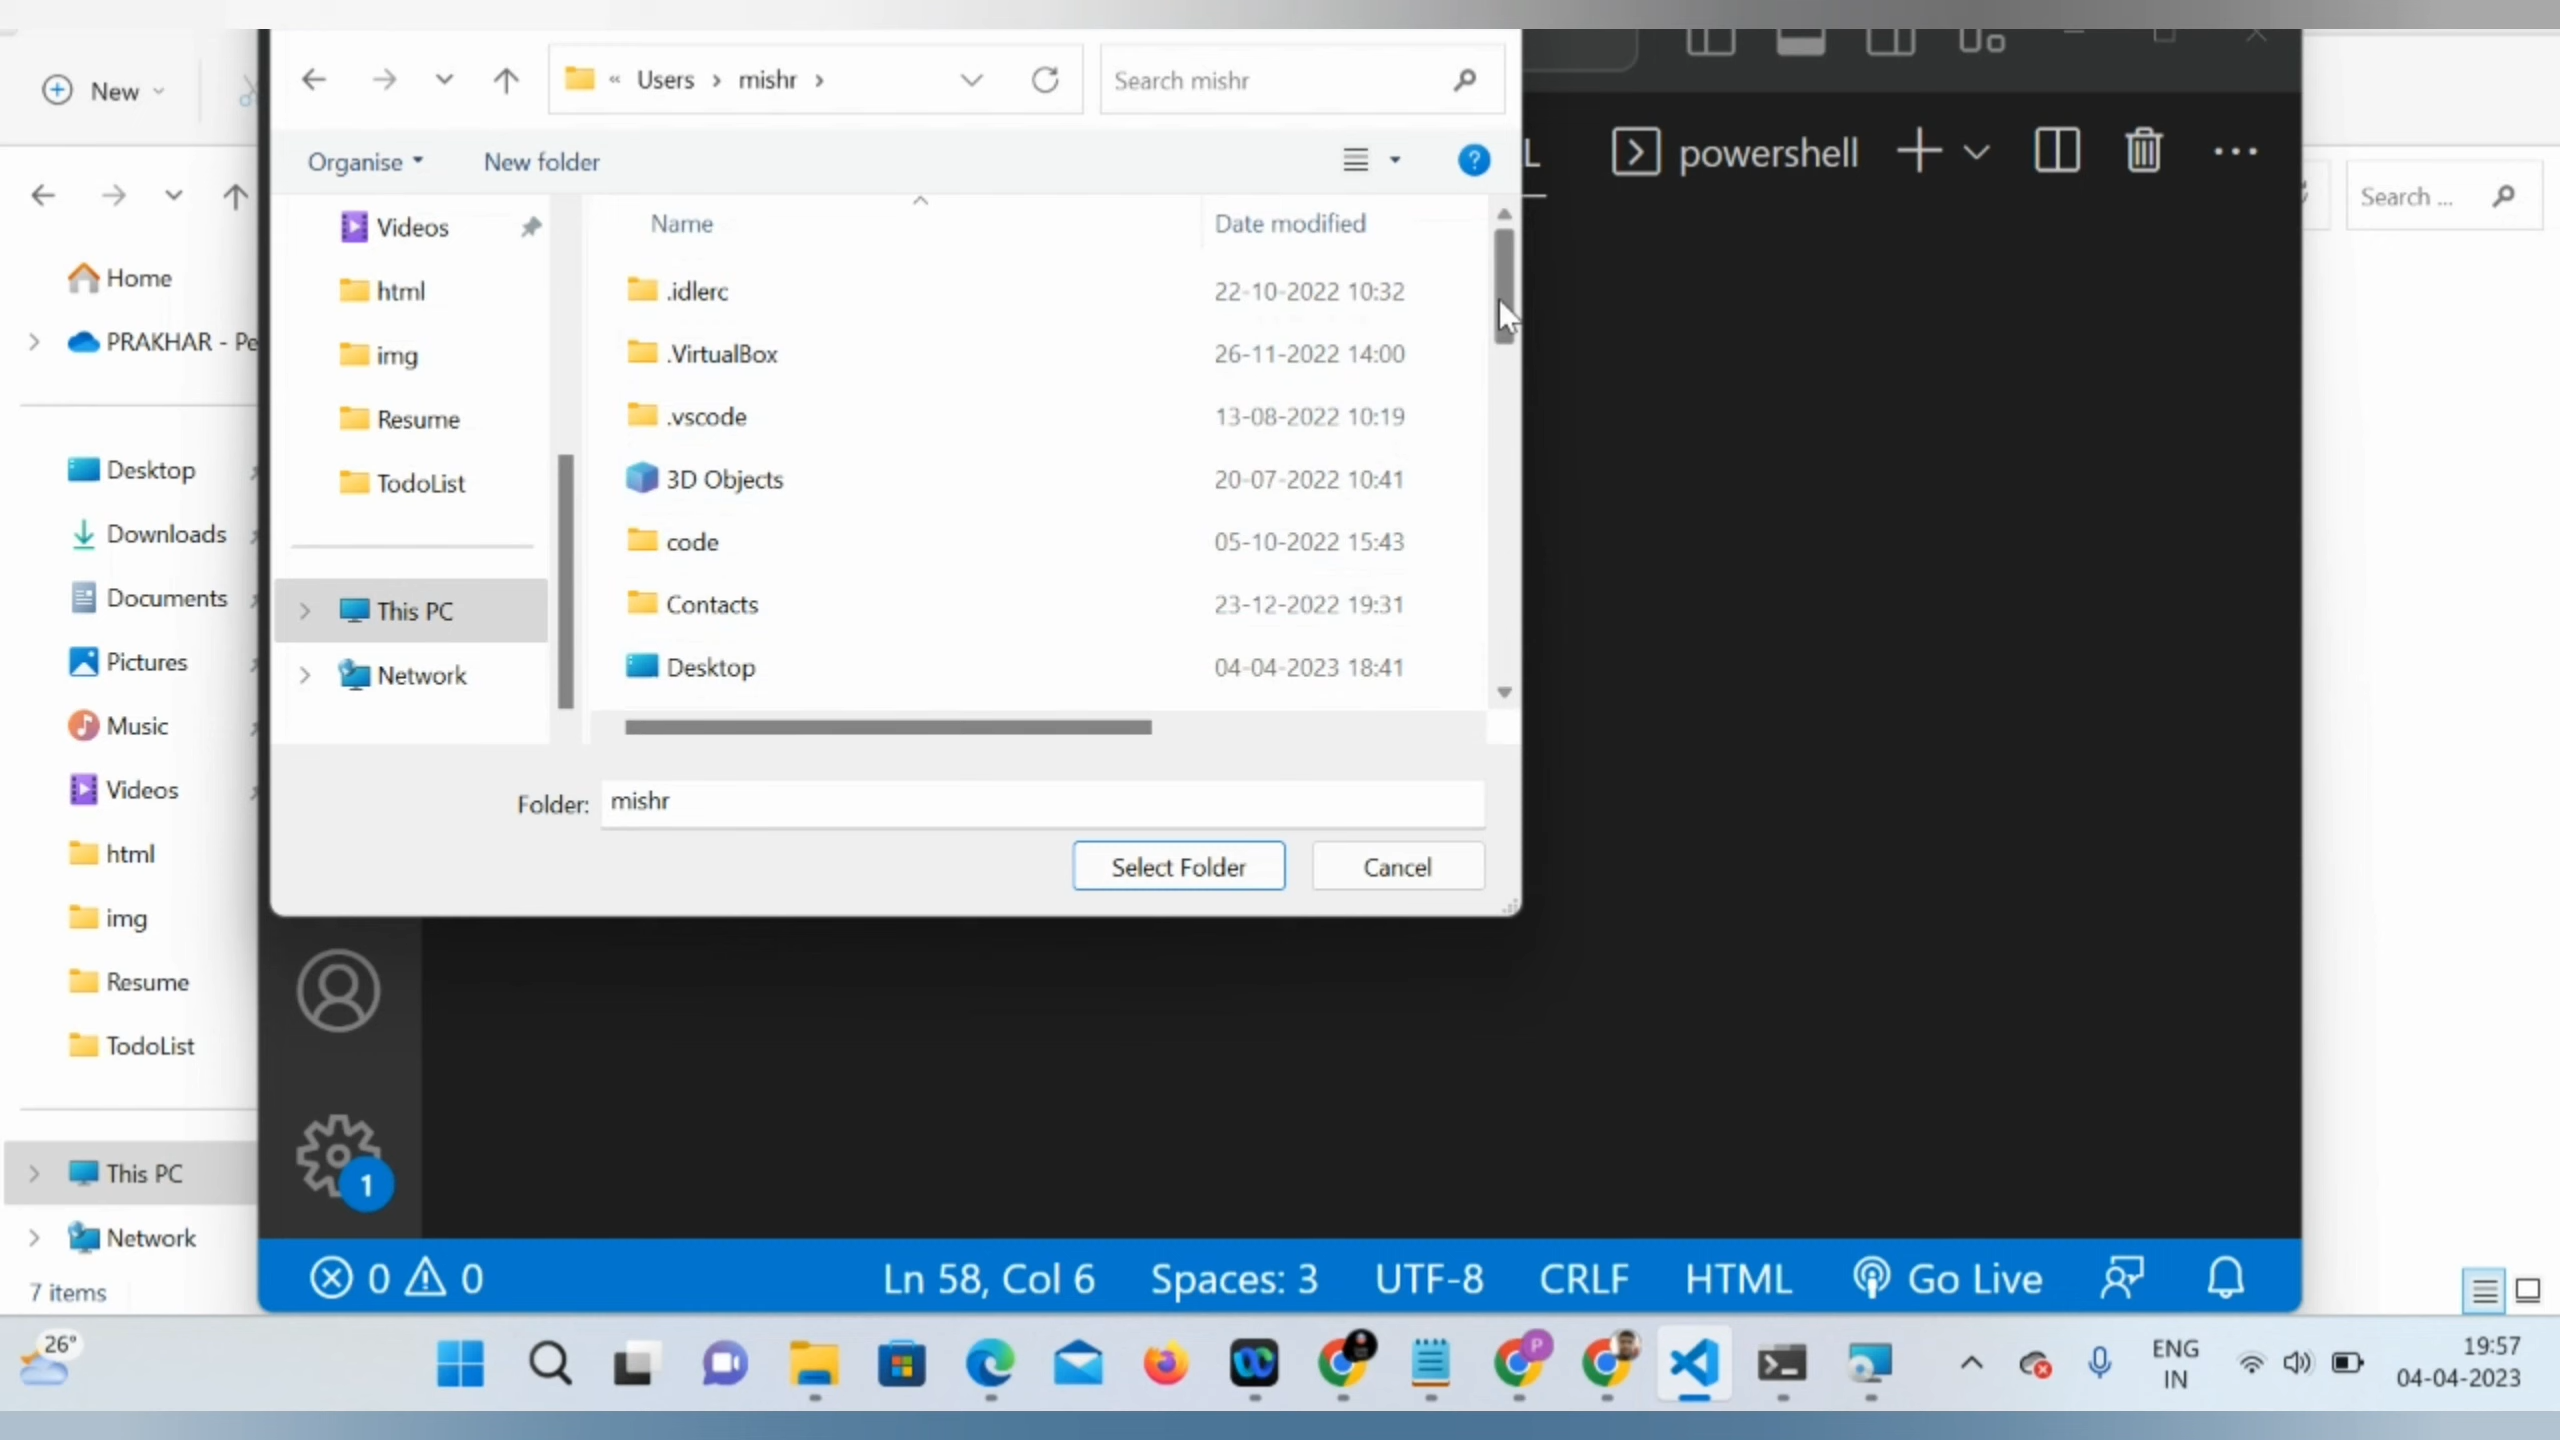 New
Home
PRAKHAR - Pe
Desktop
Downloads
Documents
Pictures
Music
Videos
html
img
Resume
TodoList
This PC
Network
7 items
« Users > mishr >
Search mishr
Organise
New folder
?
Videos
html
img
Resume
TodoList
This PC
Network
Name Date modified
.idlerc 22-10-2022 10:32
.VirtualBox 26-11-2022 14:00
.vscode 13-08-2022 10:19
3D Objects 20-07-2022 10:41
code 05-10-2022 15:43
Contacts 23-12-2022 19:31
Desktop 04-04-2023 18:41
Folder: mishr
Select Folder Cancel
L
powershell
Search ...
1
0 0 Ln 58, Col 6 Spaces: 3 UTF-8 CRLF HTML Go Live
26°
P
ENG
IN
19:57
04-04-2023